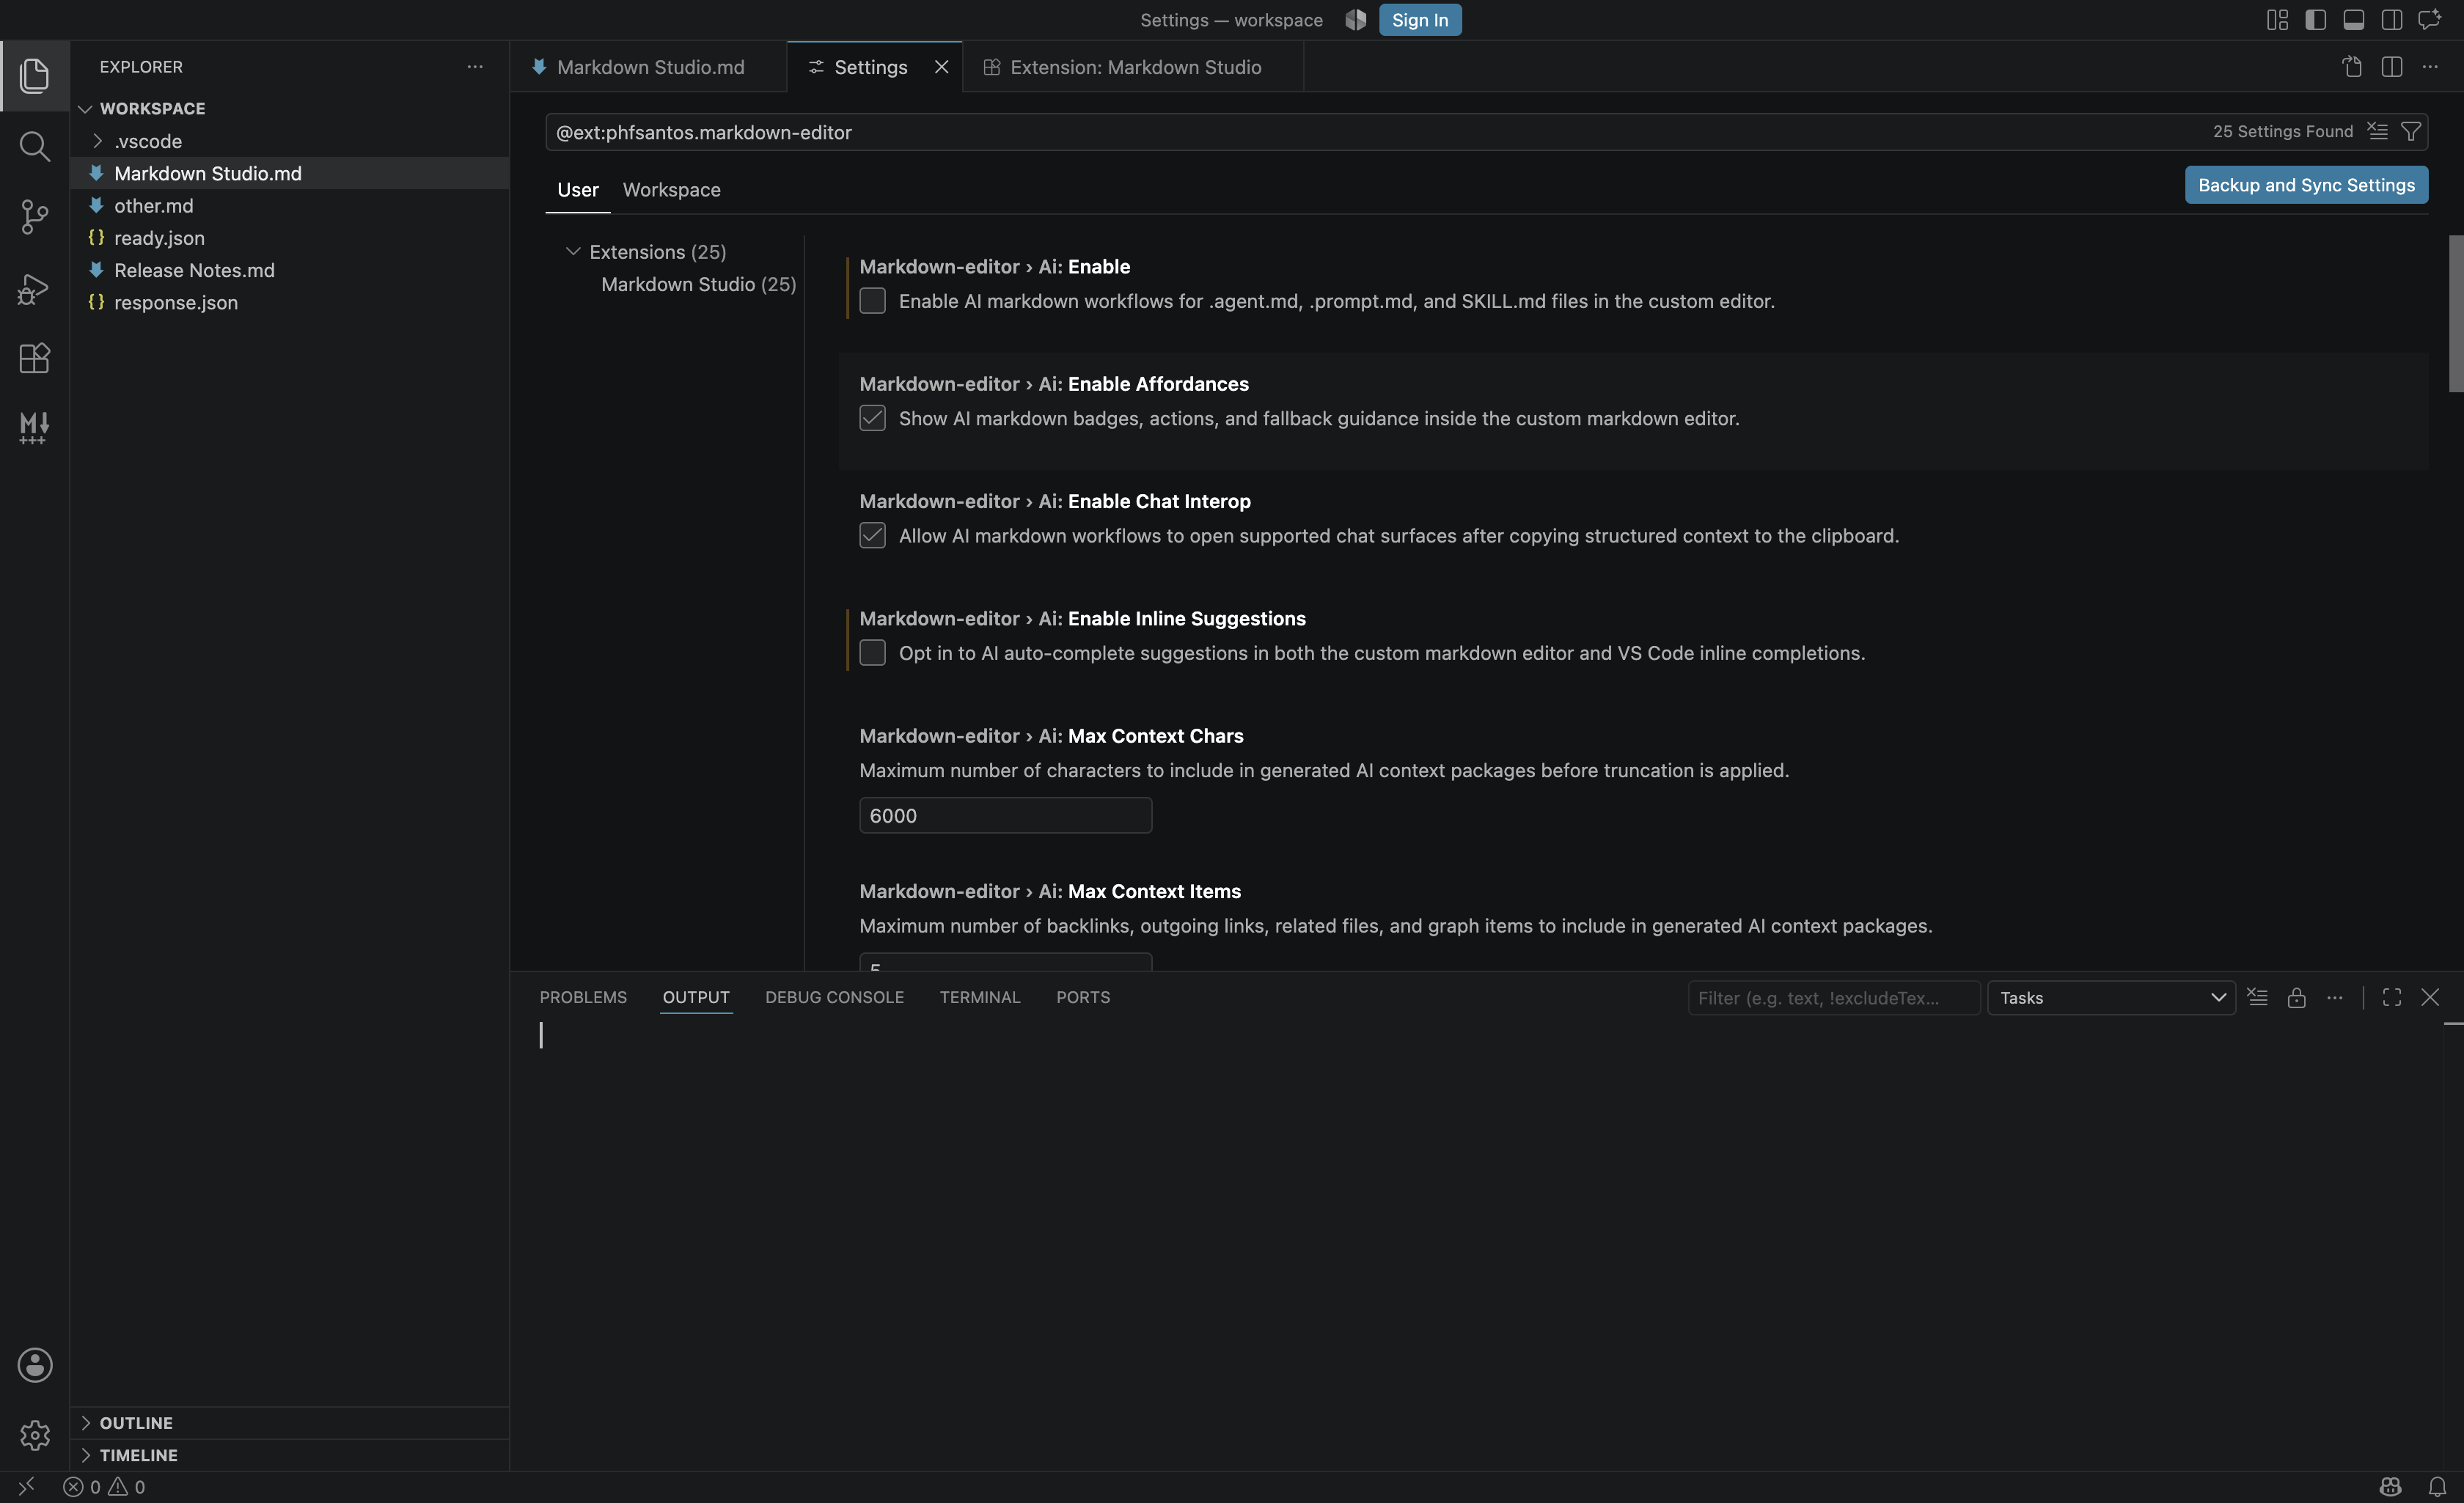 Settings — workspace
Sign In
EXPLORER
WORKSPACE
.vscode
Markdown Studio.md
other.md
ready.json
Release Notes.md
response.json
OUTLINE
TIMELINE
Markdown Studio.md
Settings
Extension: Markdown Studio
@ext:phfsantos.markdown-editor
25 Settings Found
User
Workspace
Backup and Sync Settings
Extensions (25)
Markdown Studio (25)
Markdown-editor › Ai: Enable
Enable AI markdown workflows for .agent.md, .prompt.md, and SKILL.md files in the custom editor.
Markdown-editor › Ai: Enable Affordances
Show AI markdown badges, actions, and fallback guidance inside the custom markdown editor.
Markdown-editor › Ai: Enable Chat Interop
Allow AI markdown workflows to open supported chat surfaces after copying structured context to the clipboard.
Markdown-editor › Ai: Enable Inline Suggestions
Opt in to AI auto-complete suggestions in both the custom markdown editor and VS Code inline completions.
Markdown-editor › Ai: Max Context Chars
Maximum number of characters to include in generated AI context packages before truncation is applied.
6000
Markdown-editor › Ai: Max Context Items
Maximum number of backlinks, outgoing links, related files, and graph items to include in generated AI context packages.
5
PROBLEMS
OUTPUT
DEBUG CONSOLE
TERMINAL
PORTS
Filter (e.g. text, !excludeTex...
Tasks
0
0